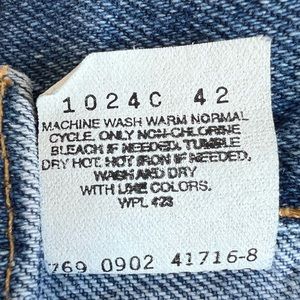 1024C 42
MACHINE WASH WARM NORMAL
CYCLE. ONLY NON-CHLORINE
BLEACH IF NEEDED. TUMBLE
DRY HOT. HOT IRON IF NEEDED.
WASH AND DRY
WITH LIKE COLORS.
WPL 423
769 0902 41716-8